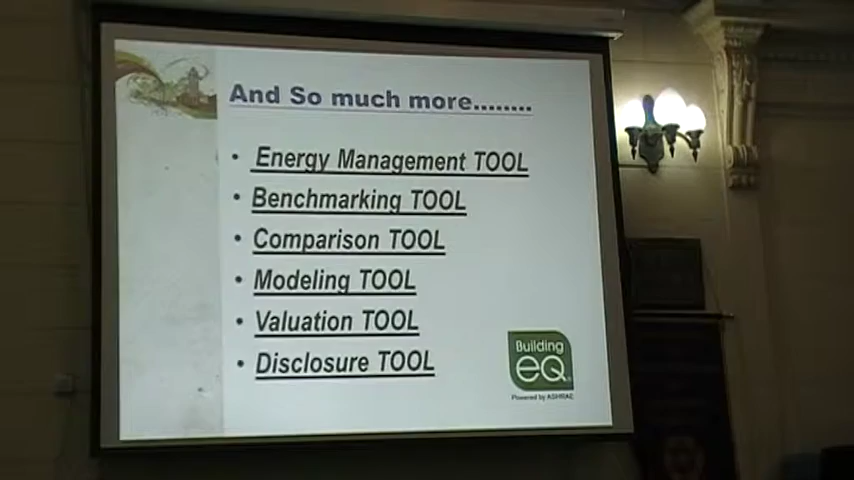 And So much more........
• Energy Management TOOL
• Benchmarking TOOL
• Comparison TOOL
• Modeling TOOL
• Valuation TOOL
• Disclosure TOOL
Building
eQ
Powered by ASHRAE